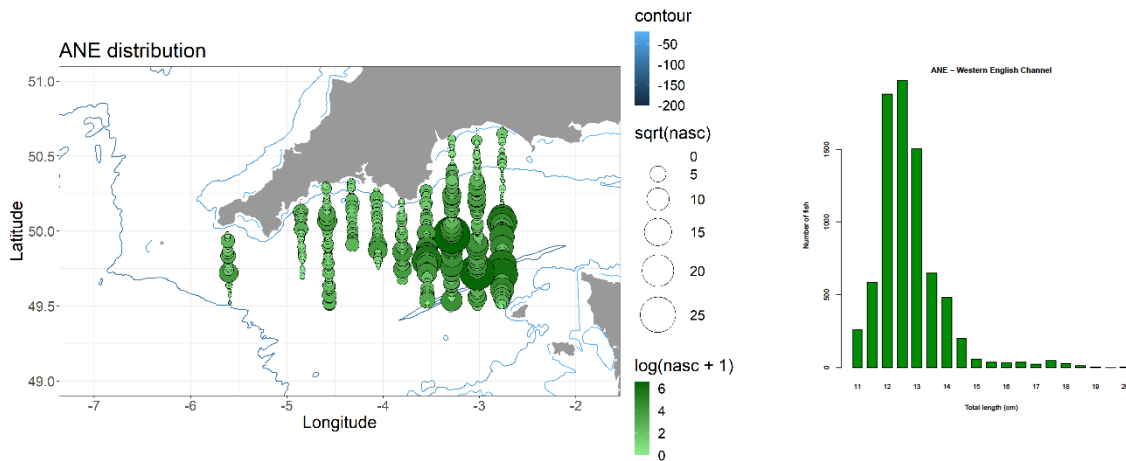 ANE distribution
51.0
50.5
50.0
49.5
49.0
Latitude
-7
-6
-5
-4
-3
-2
Longitude
contour
-50
-100
-150
-200
sqrt(nasc)
0
5
10
15
20
25
log(nasc + 1)
6
4
2
0
ANE – Western English Channel
Number of fish
1500
1000
500
0
11 12 13 14 15 16 17 18 19 20
Total length (cm)